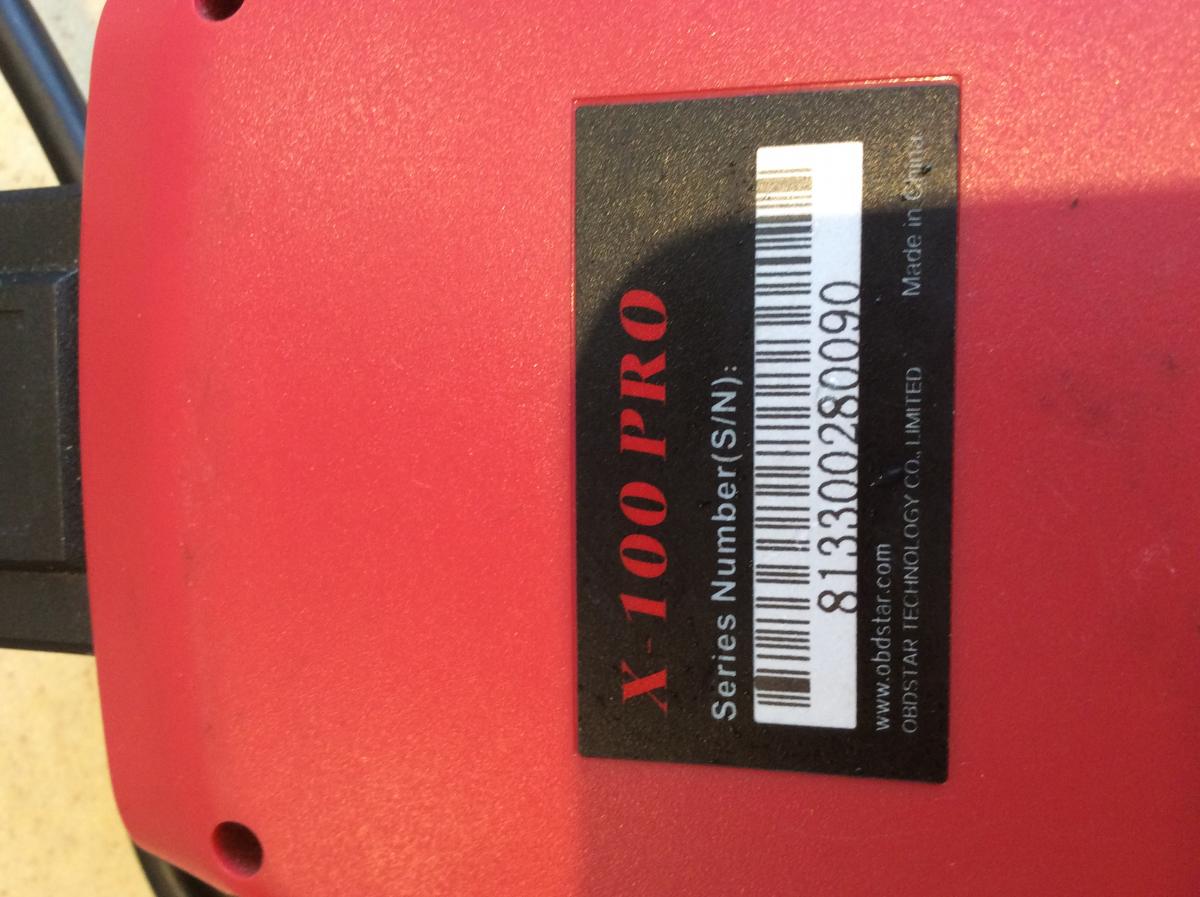 X-100 PRO
Series Number(S/N):
813300280090
www.obdstar.com
OBDSTAR TECHNOLOGY CO., LIMITED Made in China